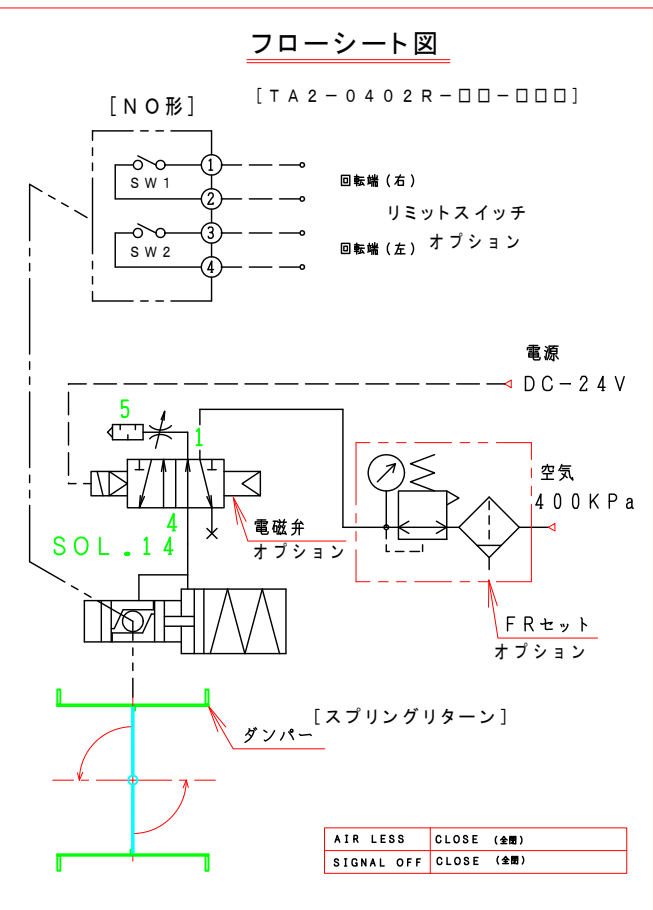 フローシート図
[NO形]
[TA2-0402R-□□-□□□]
1
SW1
2
回転端(右)
リミットスイッチ
オプション
3
SW2
4
回転端(左)
電源
DC-24V
5
1
空気
400KPa
4
SOL.14
電磁弁
オプション
FRセット
オプション
[スプリングリターン]
ダンパー
AIR LESS CLOSE (全閉)
SIGNAL OFF CLOSE (全閉)